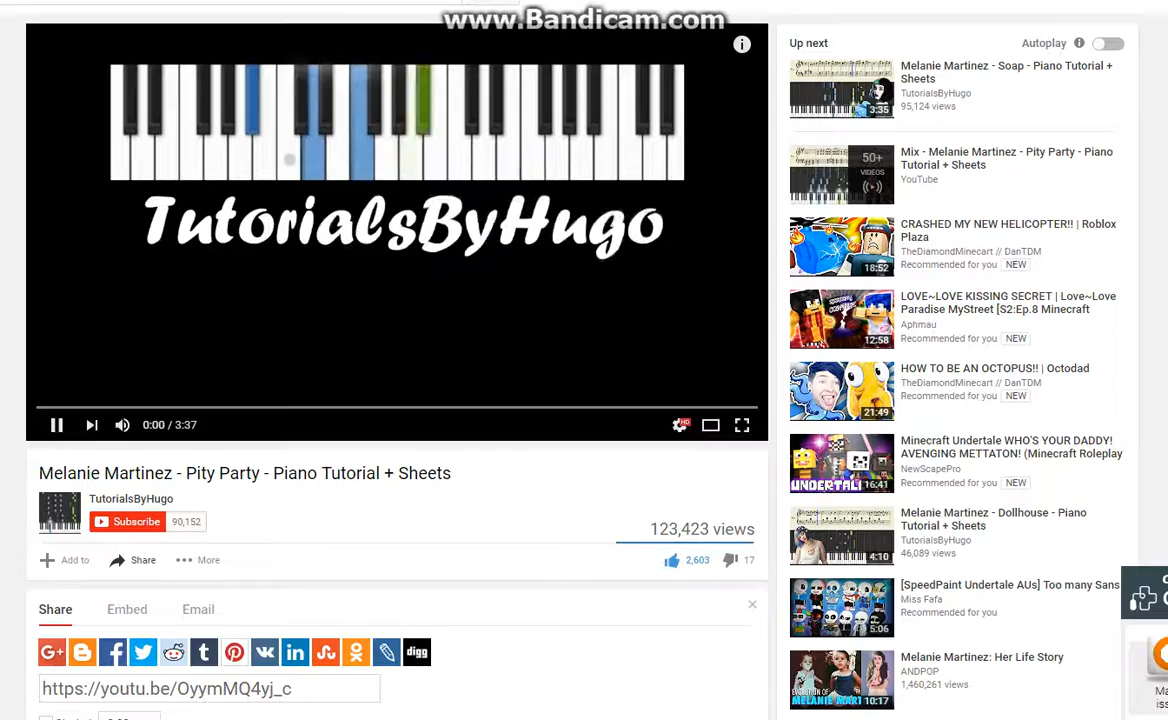 www.Bandicam.com
TutorialsByHugo
0:00 / 3:37
HD
Melanie Martinez - Pity Party - Piano Tutorial + Sheets
TutorialsByHugo
Subscribe 90,152
123,423 views
Add to Share More 2,603 17
Share Embed Email
G+ digg
https://youtu.be/OyymMQ4yj_c
Up next Autoplay
Melanie Martinez - Soap - Piano Tutorial +
Sheets
TutorialsByHugo
95,124 views
3:35
Mix - Melanie Martinez - Pity Party - Piano
Tutorial + Sheets
YouTube
50+
VIDEOS
CRASHED MY NEW HELICOPTER!! | Roblox
Plaza
TheDiamondMinecart // DanTDM
Recommended for you NEW
18:52
LOVE~LOVE KISSING SECRET | Love~Love
Paradise MyStreet [S2:Ep.8 Minecraft
Aphmau
Recommended for you NEW
12:58
HOW TO BE AN OCTOPUS!! | Octodad
TheDiamondMinecart // DanTDM
Recommended for you NEW
21:49
Minecraft Undertale WHO'S YOUR DADDY!
AVENGING METTATON! (Minecraft Roleplay
NewScapePro
Recommended for you NEW
UNDERTALE
16:41
Melanie Martinez - Dollhouse - Piano
Tutorial + Sheets
TutorialsByHugo
46,089 views
4:10
[SpeedPaint Undertale AUs] Too many Sans
Miss Fafa
Recommended for you
5:06
Melanie Martinez: Her Life Story
ANDPOP
1,460,261 views
EVOLUTION OF
MELANIE MARTINEZ
10:17